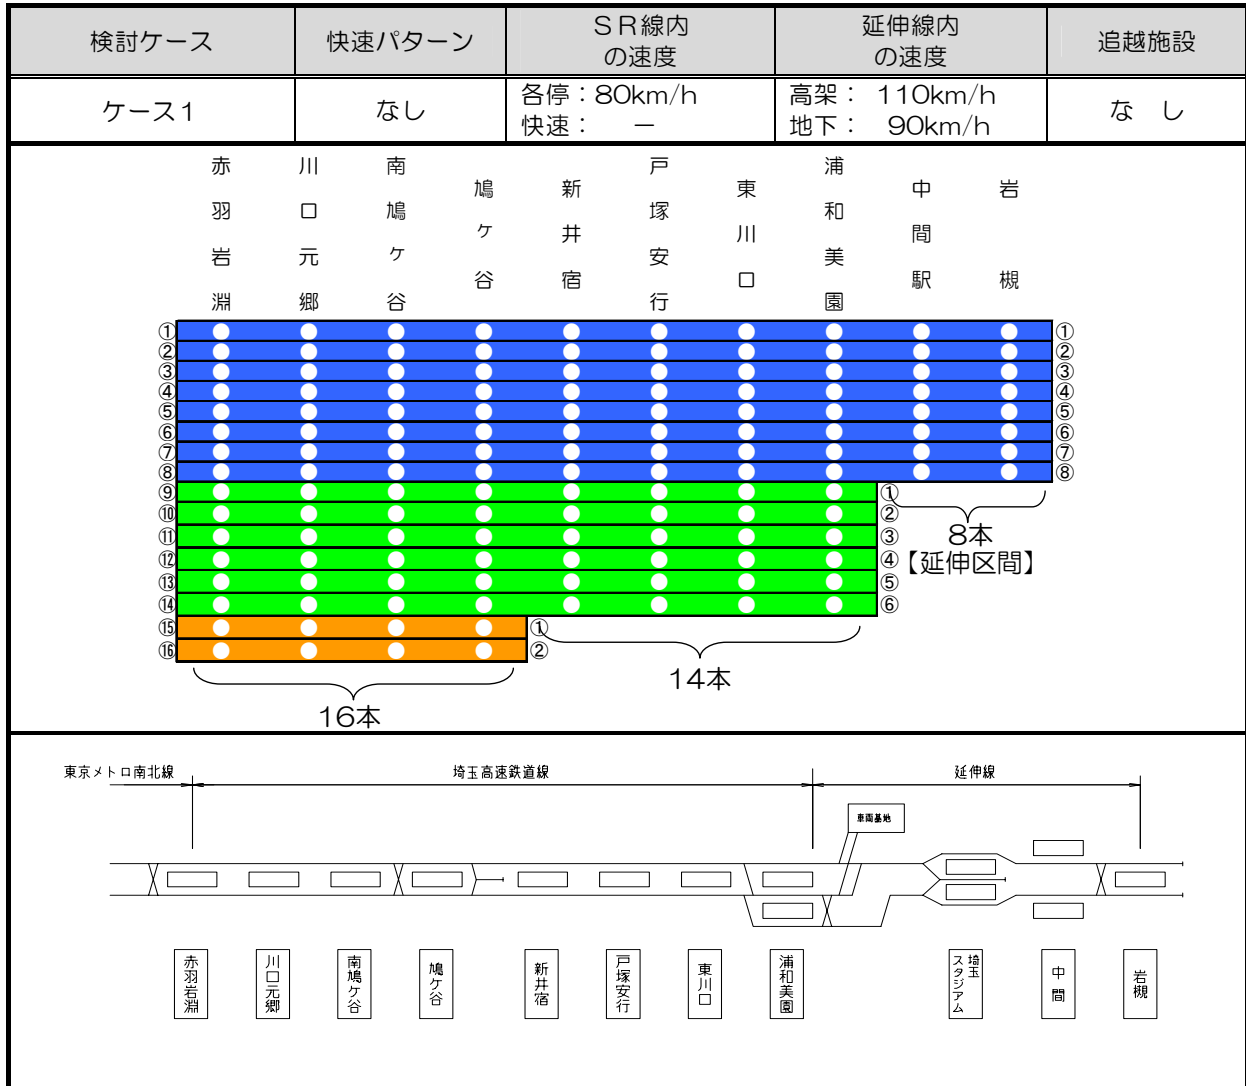 検討ケース
快速パターン
ＳＲ線内
の速度
延伸線内
の速度
追越施設
ケース1
なし
各停：80km/h
快速：　－
高架： 110km/h
地下： 90km/h
な　し
赤羽岩淵
川口元郷
南鳩ヶ谷
鳩ヶ谷
新井宿
戸塚安行
東川口
浦和美園
中間駅
岩槻
① ①
② ②
③ ③
④ ④
⑤ ⑤
⑥ ⑥
⑦ ⑦
⑧ ⑧
⑨ ①
⑩ ②
⑪ ③
⑫ ④
⑬ ⑤
⑭ ⑥
⑮ ①
⑯ ②
8本
【延伸区間】
14本
16本
東京メトロ南北線
埼玉高速鉄道線
延伸線
車両基地
赤羽岩淵
川口元郷
南鳩ヶ谷
鳩ヶ谷
新井宿
戸塚安行
東川口
浦和美園
埼玉
スタジアム
中間
岩槻